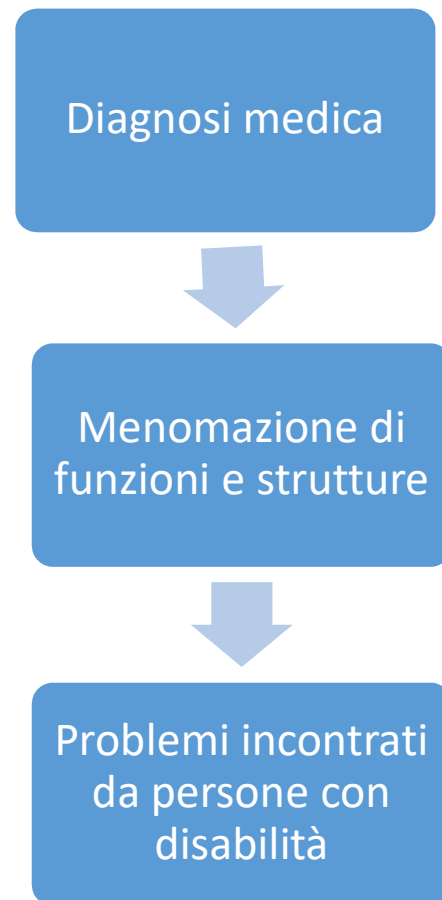 Diagnosi medica
Menomazione di
funzioni e strutture
Problemi incontrati
da persone con
disabilità